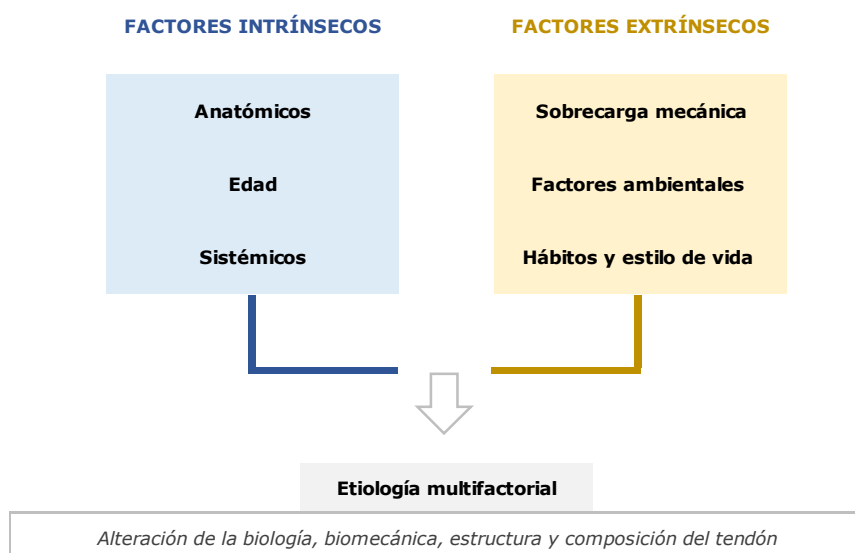 FACTORES INTRÍNSECOS
FACTORES EXTRÍNSECOS
Anatómicos
Edad
Sistémicos
Sobrecarga mecánica
Factores ambientales
Hábitos y estilo de vida
Etiología multifactorial
Alteración de la biología, biomecánica, estructura y composición del tendón